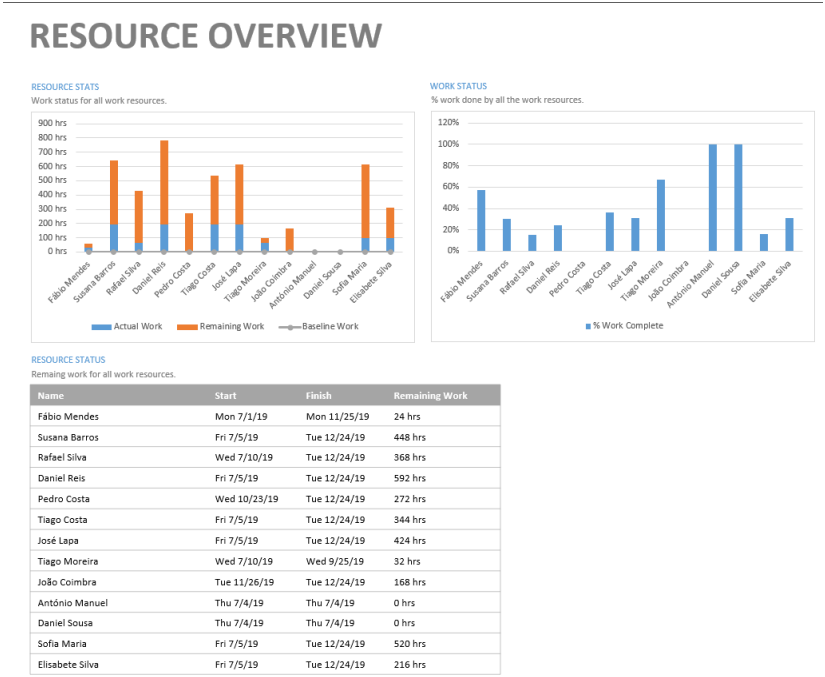 RESOURCE OVERVIEW
RESOURCE STATS
Work status for all work resources.
900 hrs
800 hrs
700 hrs
600 hrs
500 hrs
400 hrs
300 hrs
200 hrs
100 hrs
0 hrs
Fábio Mendes
Susana Barros
Rafael Silva
Daniel Reis
Pedro Costa
Tiago Costa
José Lapa
Tiago Moreira
João Coimbra
António Manuel
Daniel Sousa
Sofia Maria
Elisabete Silva
Actual Work Remaining Work Baseline Work
WORK STATUS
% work done by all the work resources.
120%
100%
80%
60%
40%
20%
0%
Fábio Mendes
Susana Barros
Rafael Silva
Daniel Reis
Pedro Costa
Tiago Costa
José Lapa
Tiago Moreira
João Coimbra
António Manuel
Daniel Sousa
Sofia Maria
Elisabete Silva
% Work Complete
RESOURCE STATUS
Remaing work for all work resources.
Name Start Finish Remaining Work
Fábio Mendes Mon 7/1/19 Mon 11/25/19 24 hrs
Susana Barros Fri 7/5/19 Tue 12/24/19 448 hrs
Rafael Silva Wed 7/10/19 Tue 12/24/19 368 hrs
Daniel Reis Fri 7/5/19 Tue 12/24/19 592 hrs
Pedro Costa Wed 10/23/19 Tue 12/24/19 272 hrs
Tiago Costa Fri 7/5/19 Tue 12/24/19 344 hrs
José Lapa Fri 7/5/19 Tue 12/24/19 424 hrs
Tiago Moreira Wed 7/10/19 Wed 9/25/19 32 hrs
João Coimbra Tue 11/26/19 Tue 12/24/19 168 hrs
António Manuel Thu 7/4/19 Thu 7/4/19 0 hrs
Daniel Sousa Thu 7/4/19 Thu 7/4/19 0 hrs
Sofia Maria Fri 7/5/19 Tue 12/24/19 520 hrs
Elisabete Silva Fri 7/5/19 Tue 12/24/19 216 hrs